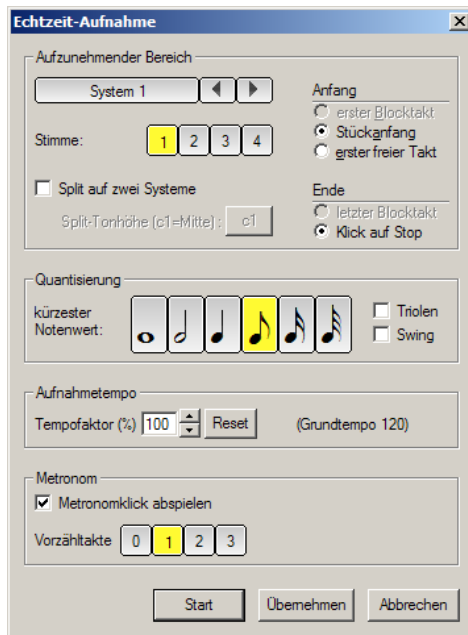 Echtzeit-Aufnahme
Aufzunehmender Bereich
System 1
Stimme: 1 2 3 4
Split auf zwei Systeme
Split-Tonhöhe (c1=Mitte) : c1
Anfang
erster Blocktakt
Stückanfang
erster freier Takt
Ende
letzter Blocktakt
Klick auf Stop
Quantisierung
kürzester
Notenwert:
Triolen
Swing
Aufnahmetempo
Tempofaktor (%) 100 Reset (Grundtempo 120)
Metronom
Metronomklick abspielen
Vorzähltakte 0 1 2 3
Start Übernehmen Abbrechen